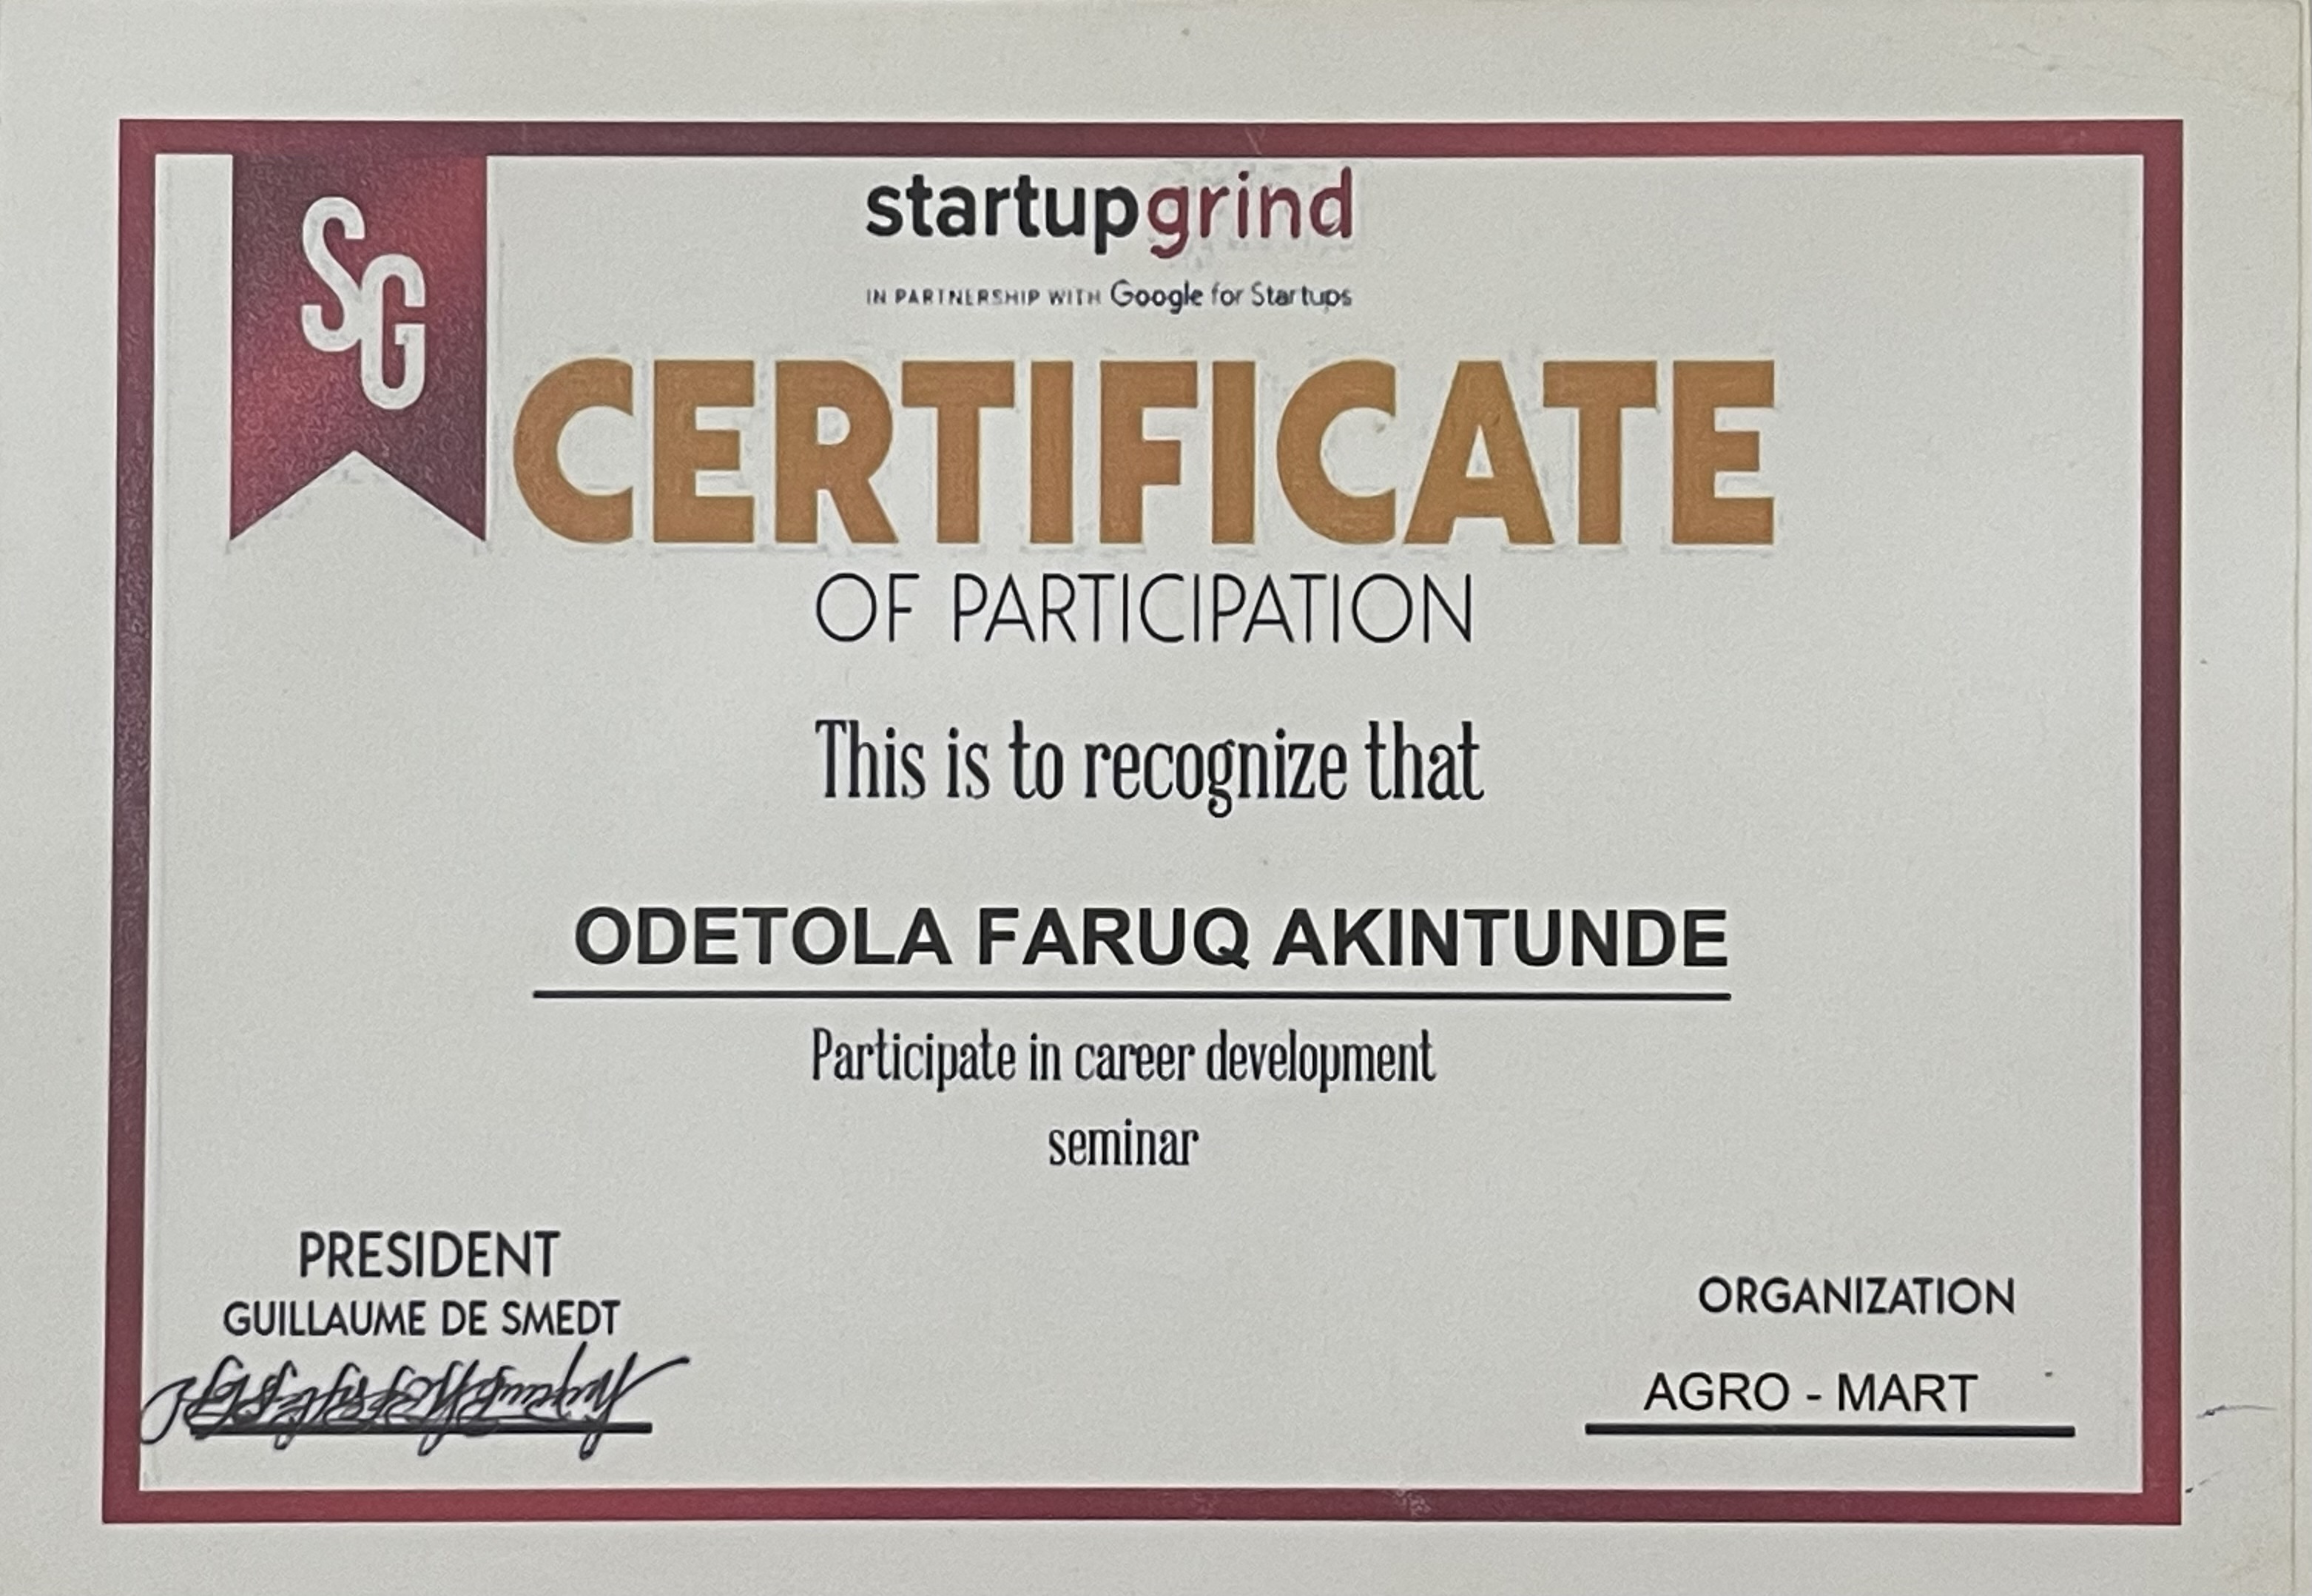 SG
startupgrind
IN PARTNERSHIP WITH Google for Startups
CERTIFICATE
OF PARTICIPATION
This is to recognize that
ODETOLA FARUQ AKINTUNDE
Participate in career development
seminar
PRESIDENT
GUILLAUME DE SMEDT
ORGANIZATION
AGRO - MART